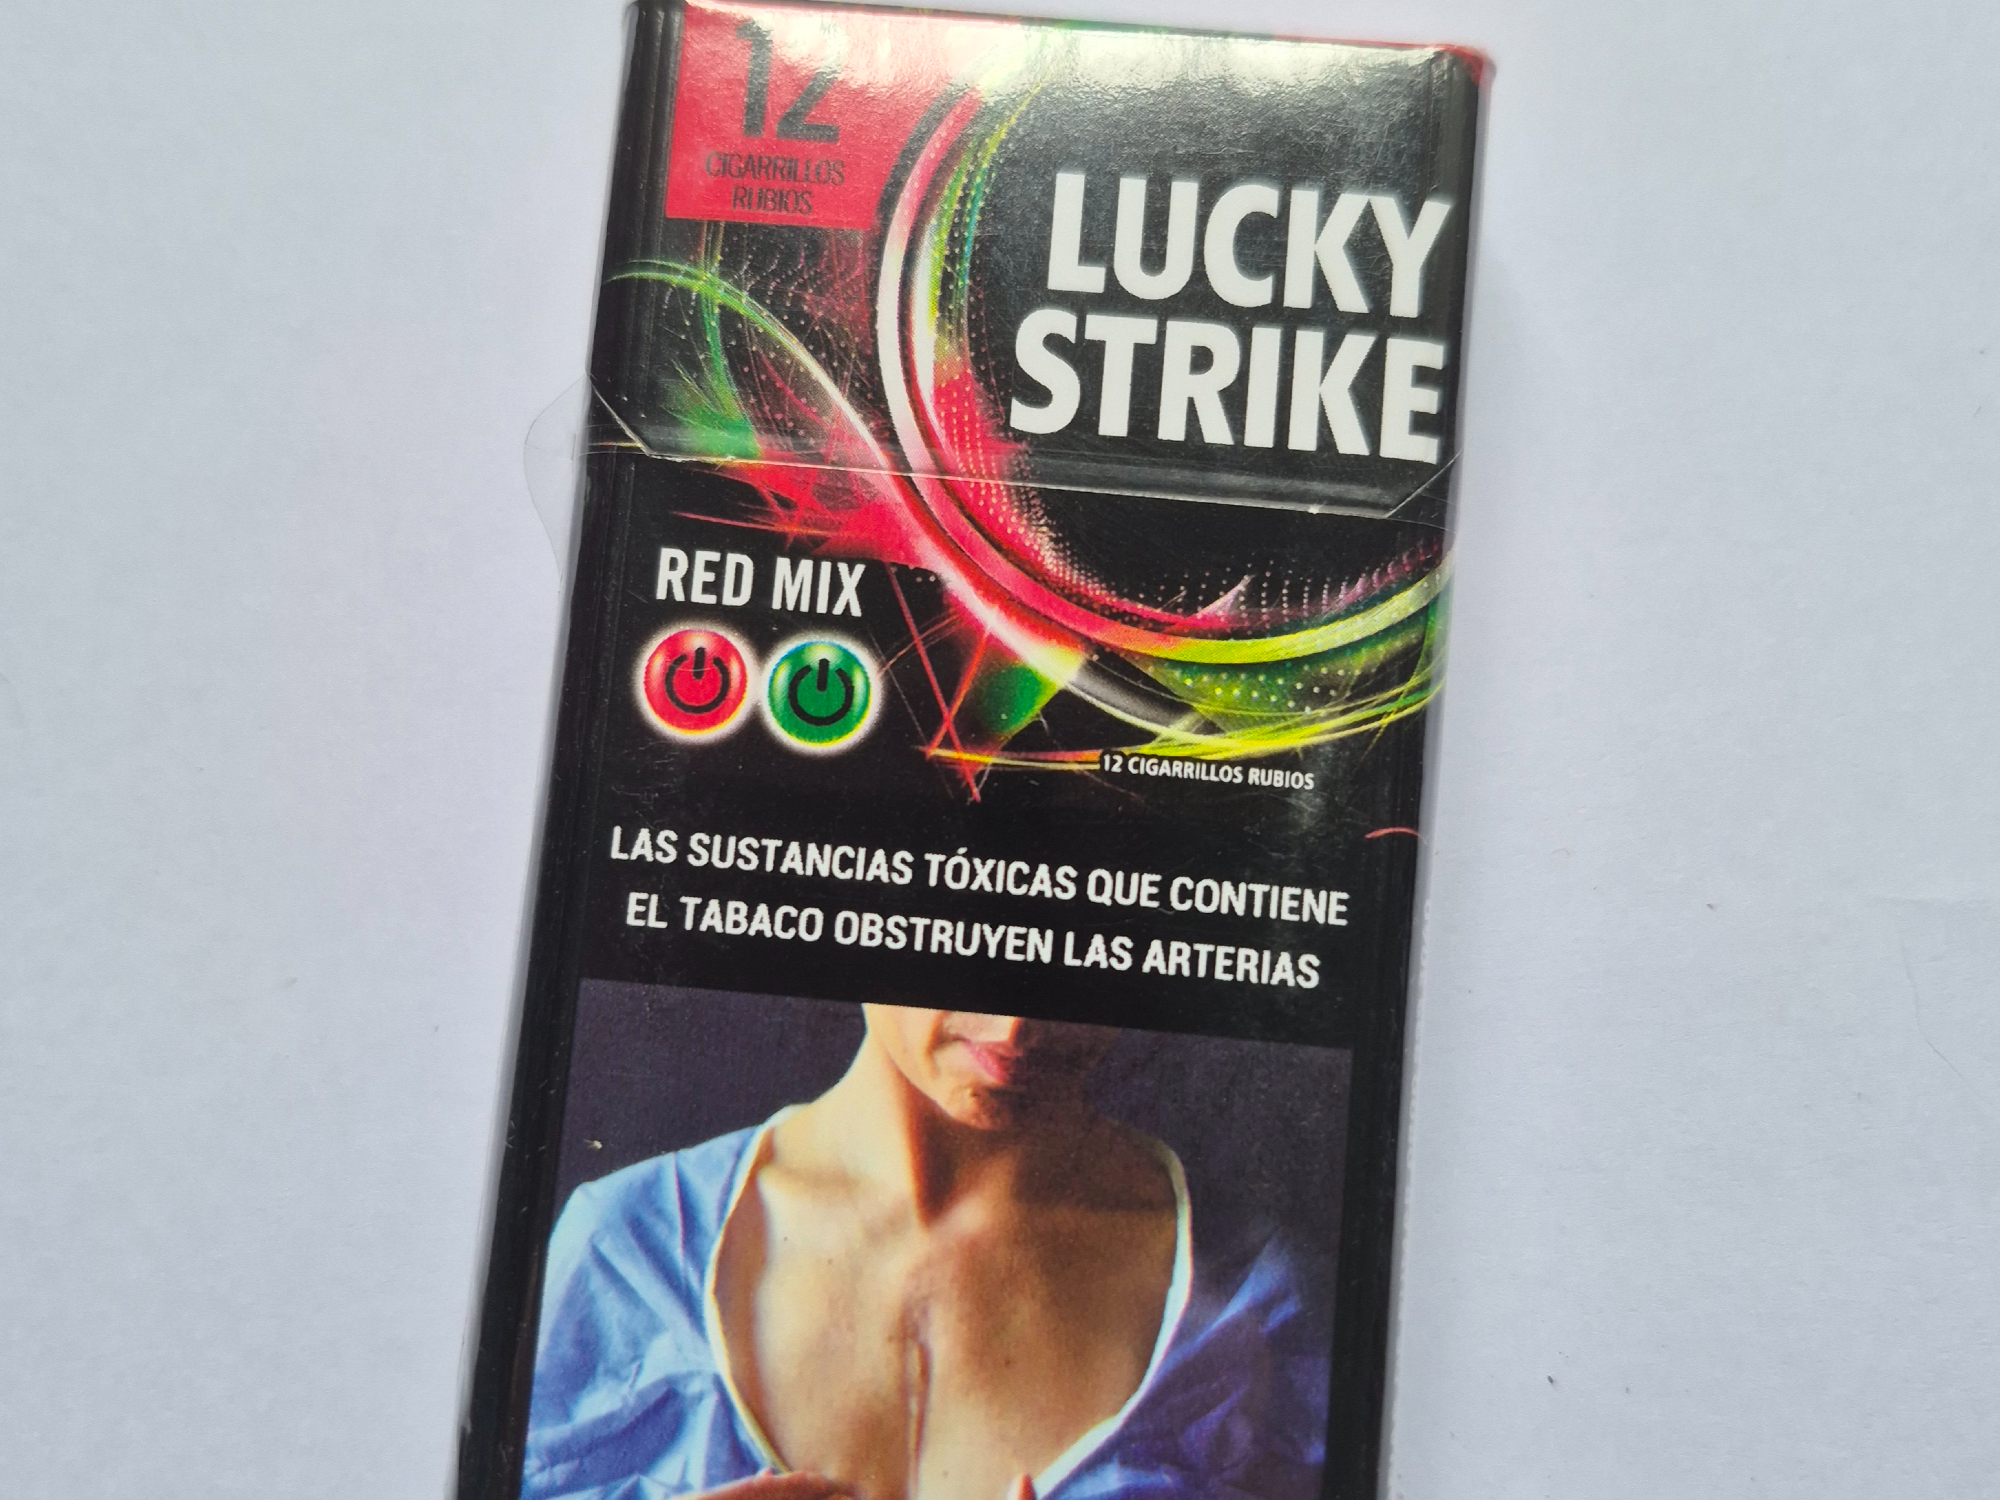 12
CIGARRILLOS
RUBIOS
LUCKY
STRIKE
RED MIX
12 CIGARRILLOS RUBIOS
LAS SUSTANCIAS TÓXICAS QUE CONTIENE
EL TABACO OBSTRUYEN LAS ARTERIAS